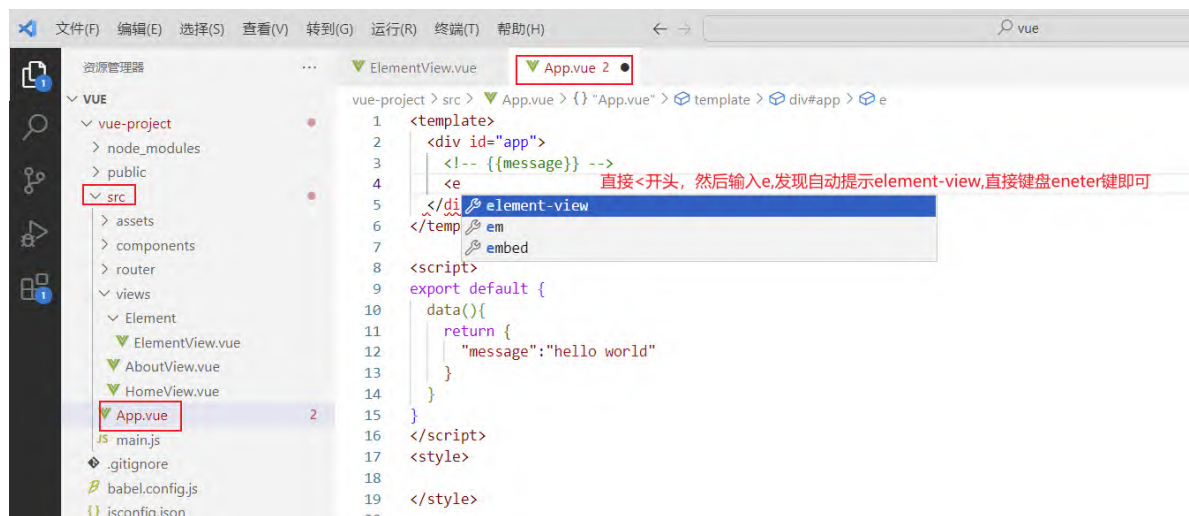 文件(F) 编辑(E) 选择(S) 查看(V) 转到(G) 运行(R) 终端(T) 帮助(H) vue
资源管理器 ··· ElementView.vue App.vue 2
VUE
vue-project > src > App.vue > {} "App.vue" > template > div#app > e
vue-project
node_modules
public
src
assets
components
router
views
Element
ElementView.vue
AboutView.vue
HomeView.vue
App.vue 2
JS main.js
.gitignore
babel.config.js
{} jsconfig.json
1
1
1 <template>
2 <div id="app">
3 <!-- {{message}} -->
4 <e 直接<开头，然后输入e,发现自动提示element-view,直接键盘eneter键即可
5 </di element-view
6 </temp em
7 embed
8 <script>
9 export default {
10 data(){
11 return {
12 "message":"hello world"
13 }
14 }
15 }
16 </script>
17 <style>
18
19 </style>